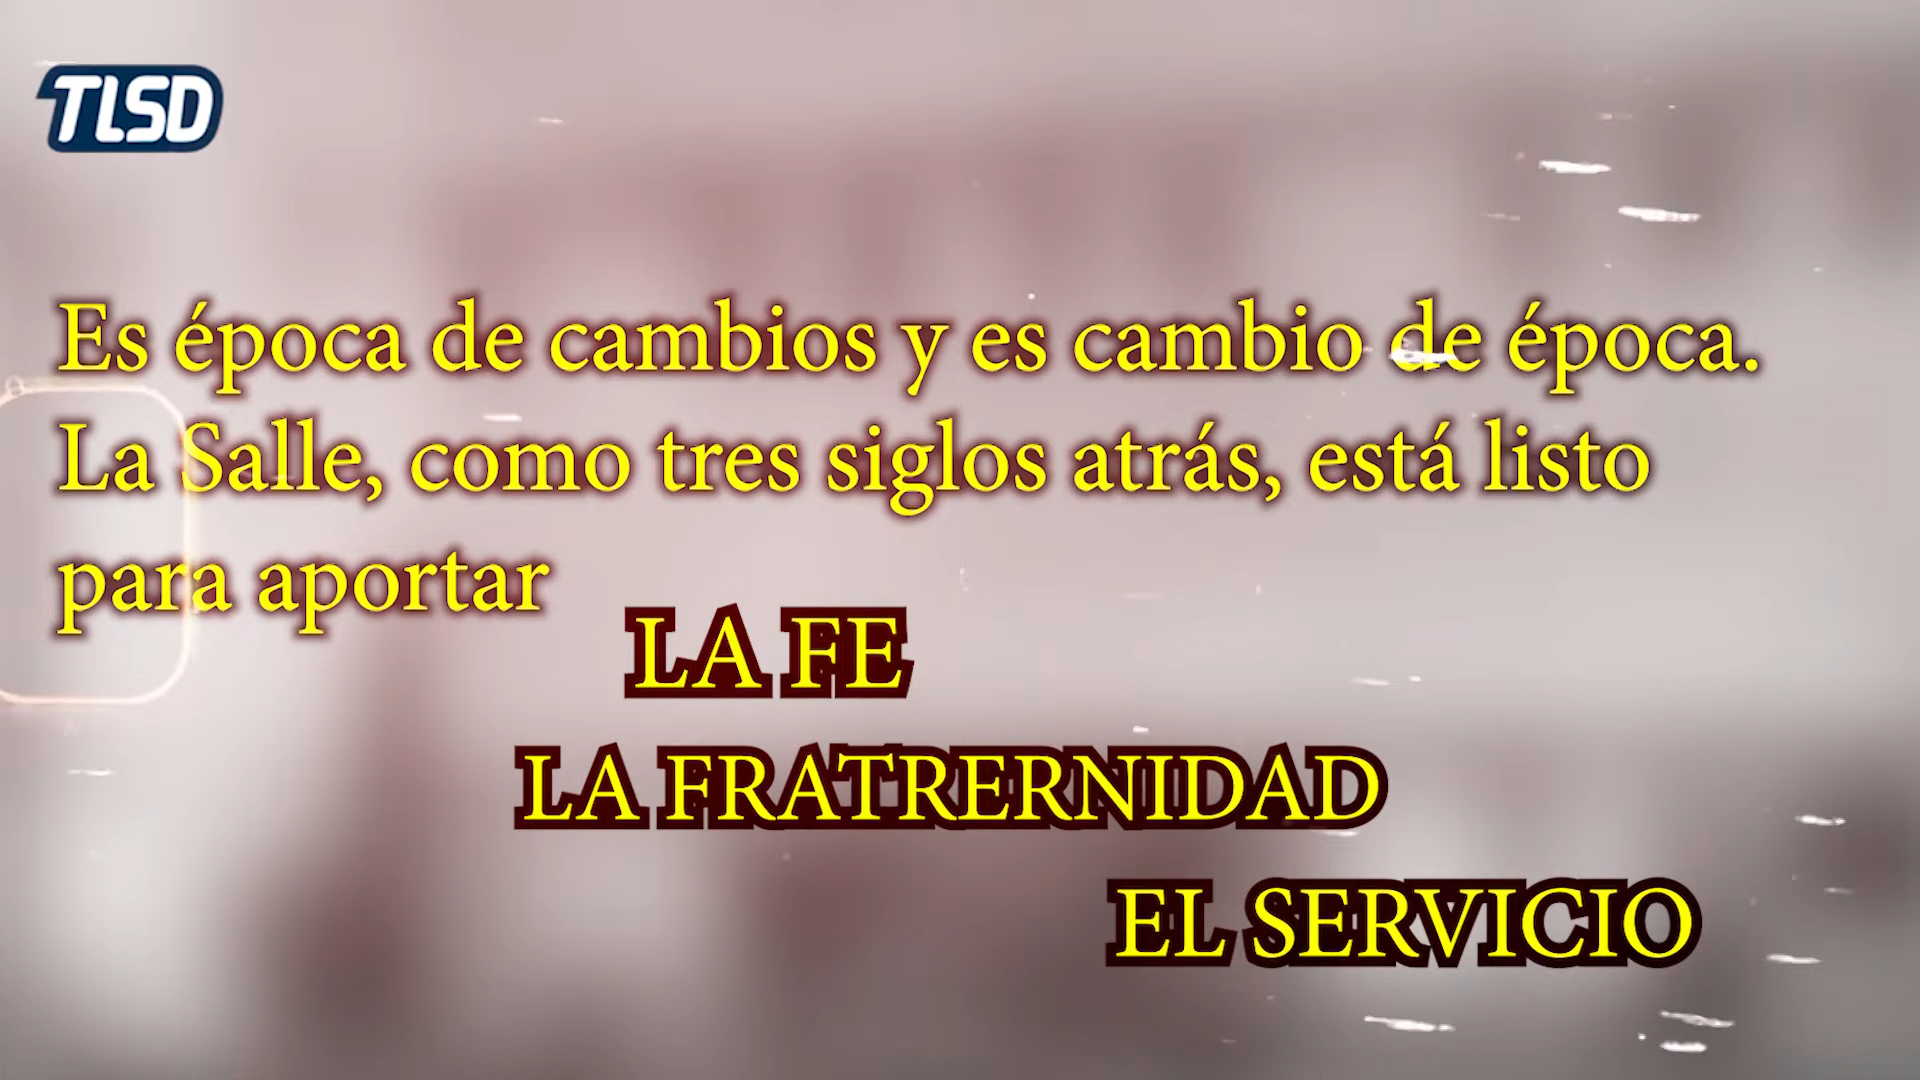 TLSD
Es época de cambios y es cambio de época.
La Salle, como tres siglos atrás, está listo
para aportar
LA FE
LA FRATRERNIDAD
EL SERVICIO